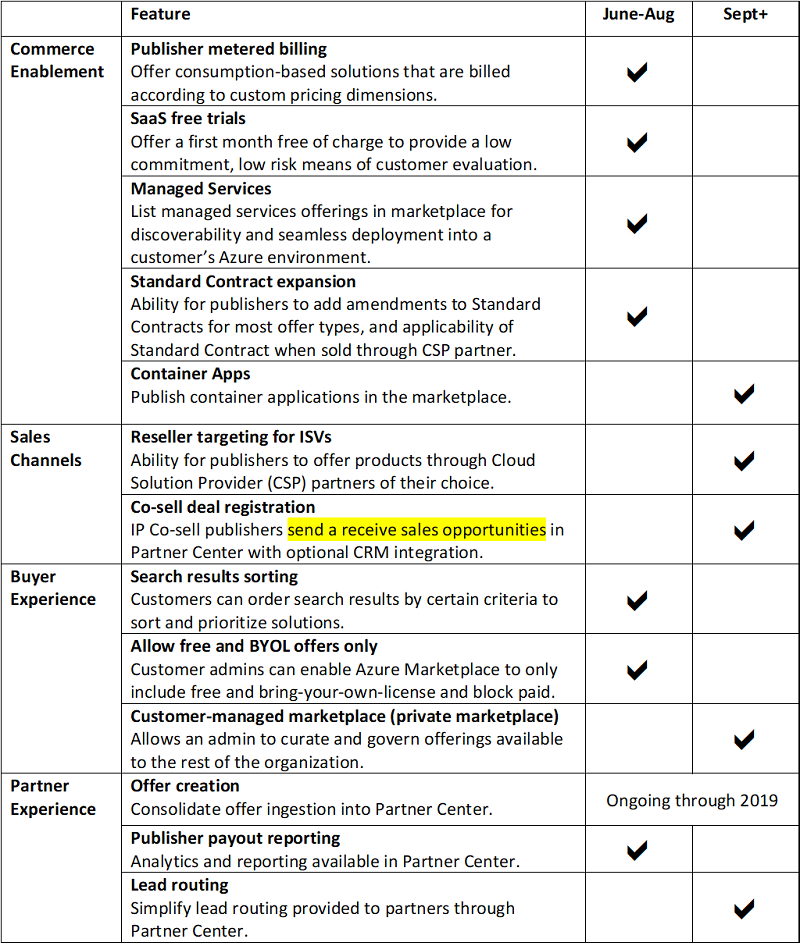 Feature June-Aug Sept+
Commerce
Enablement
Publisher metered billing
Offer consumption-based solutions that are billed
according to custom pricing dimensions.
SaaS free trials
Offer a first month free of charge to provide a low
commitment, low risk means of customer evaluation.
Managed Services
List managed services offerings in marketplace for
discoverability and seamless deployment into a
customer’s Azure environment.
Standard Contract expansion
Ability for publishers to add amendments to Standard
Contracts for most offer types, and applicability of
Standard Contract when sold through CSP partner.
Container Apps
Publish container applications in the marketplace.
Sales
Channels
Reseller targeting for ISVs
Ability for publishers to offer products through Cloud
Solution Provider (CSP) partners of their choice.
Co-sell deal registration
IP Co-sell publishers send a receive sales opportunities in
Partner Center with optional CRM integration.
Buyer
Experience
Search results sorting
Customers can order search results by certain criteria to
sort and prioritize solutions.
Allow free and BYOL offers only
Customer admins can enable Azure Marketplace to only
include free and bring-your-own-license and block paid.
Customer-managed marketplace (private marketplace)
Allows an admin to curate and govern offerings available
to the rest of the organization.
Partner
Experience
Offer creation
Consolidate offer ingestion into Partner Center.
Ongoing through 2019
Publisher payout reporting
Analytics and reporting available in Partner Center.
Lead routing
Simplify lead routing provided to partners through
Partner Center.